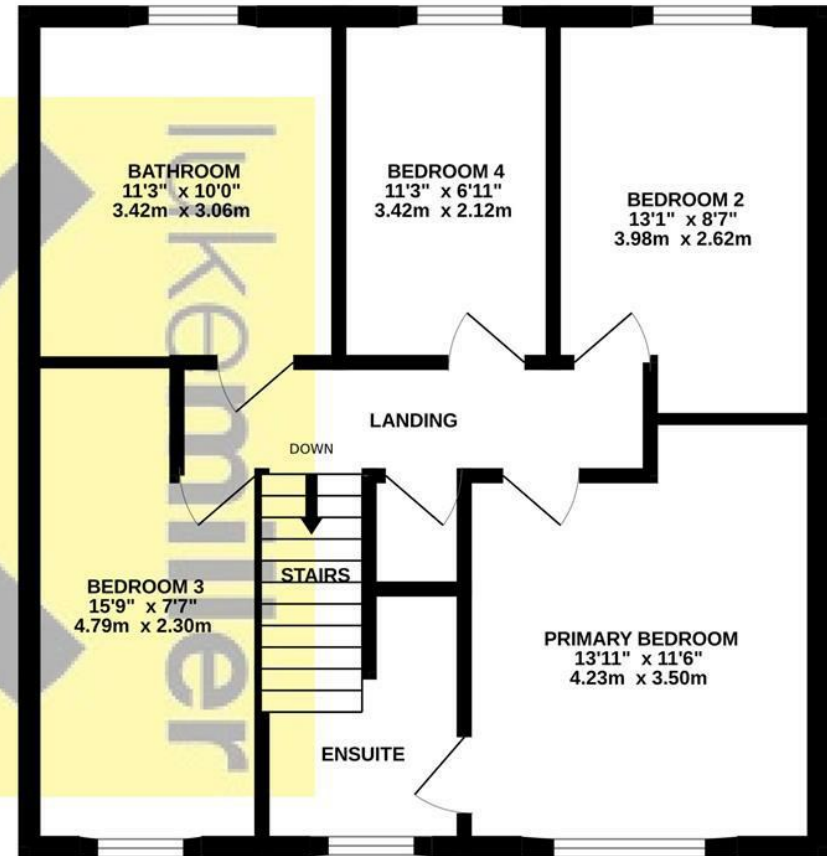 BATHROOM
11'3" x 10'0"
3.42m x 3.06m
BEDROOM 4
11'3" x 6'11"
3.42m x 2.12m
BEDROOM 2
13'1" x 8'7"
3.98m x 2.62m
lukemiller
LANDING
DOWN
STAIRS
BEDROOM 3
15'9" x 7'7"
4.79m x 2.30m
PRIMARY BEDROOM
13'11" x 11'6"
4.23m x 3.50m
ENSUITE